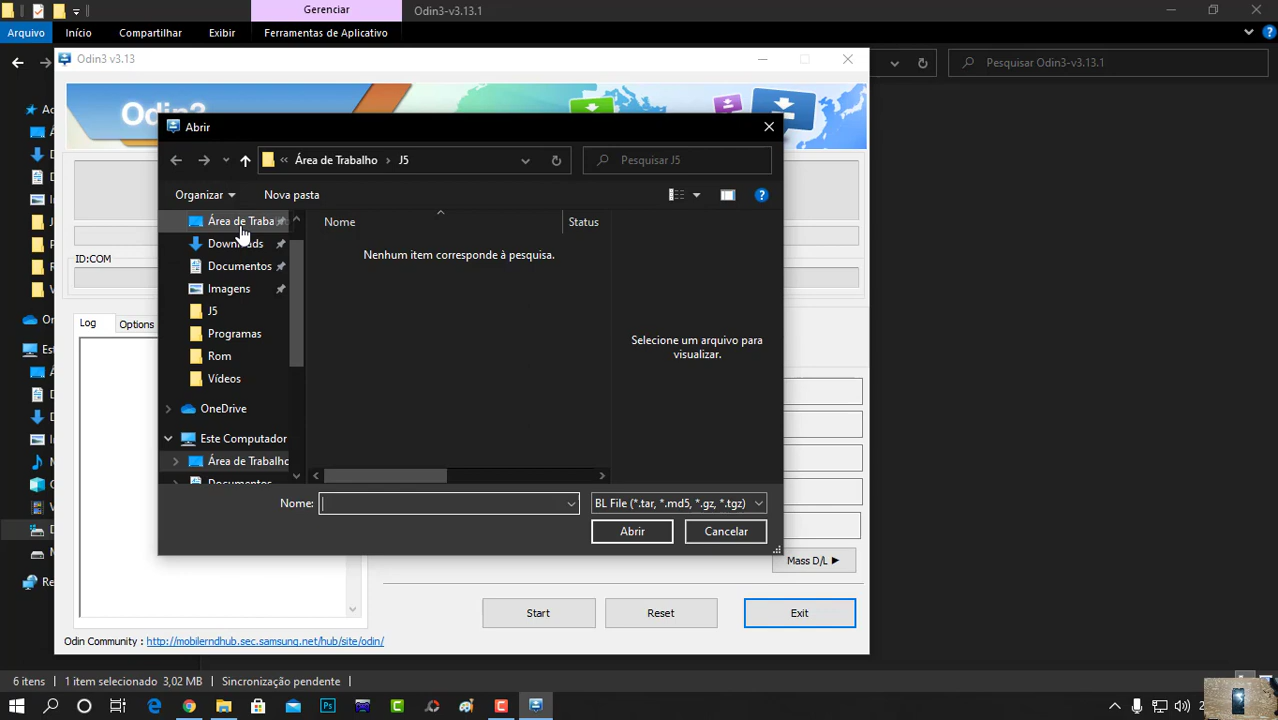 Gerenciar
Odin3-v3.13.1
Arquivo
Início
Compartilhar
Exibir
Ferramentas de Aplicativo
Odin3 v3.13
Pesquisar Odin3-v3.13.1
Odin3
Abrir
Área de Trabalho
J5
Pesquisar J5
Organizar
Nova pasta
Nome
Status
Área de Traba
Downloads
Nenhum item corresponde à pesquisa.
ID:COM
Documentos
Imagens
J5
Log
Options
Programas
Selecione um arquivo para
visualizar.
Rom
Vídeos
OneDrive
Este Computador
Área de Trabalho
Documentos
Nome:
BL File (*.tar, *.md5, *.gz, *.tgz)
Abrir
Cancelar
Mass D/L
Start
Reset
Exit
Odin Community :
http://mobilerndhub.sec.samsung.net/hub/site/odin/
6 itens
1 item selecionado 3,02 MB
Sincronização pendente